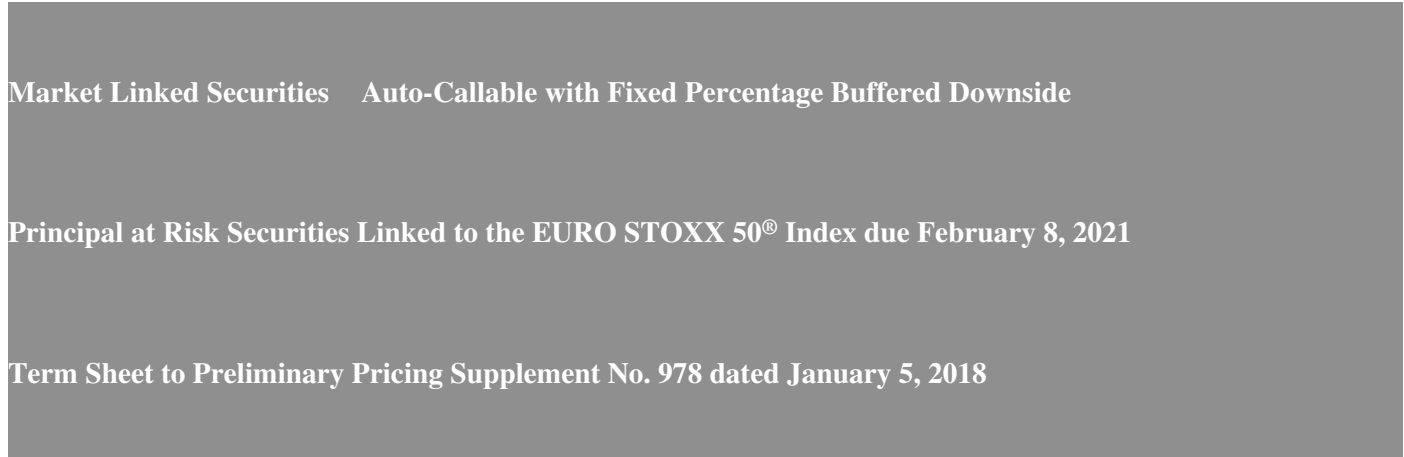 Market Linked Securities Auto-Callable with Fixed Percentage Buffered Downside
Principal at Risk Securities Linked to the EURO STOXX 50® Index due February 8, 2021
Term Sheet to Preliminary Pricing Supplement No. 978 dated January 5, 2018